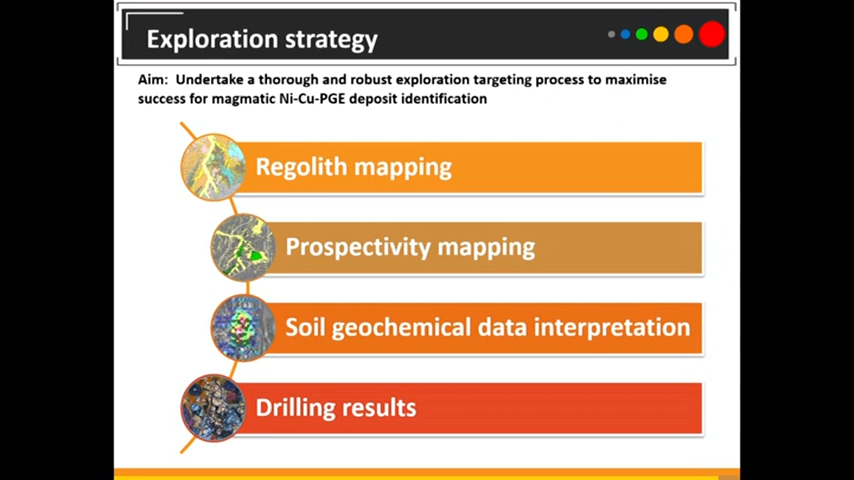 Exploration strategy
Aim: Undertake a thorough and robust exploration targeting process to maximise
success for magmatic Ni-Cu-PGE deposit identification
Regolith mapping
Prospectivity mapping
Soil geochemical data interpretation
Drilling results